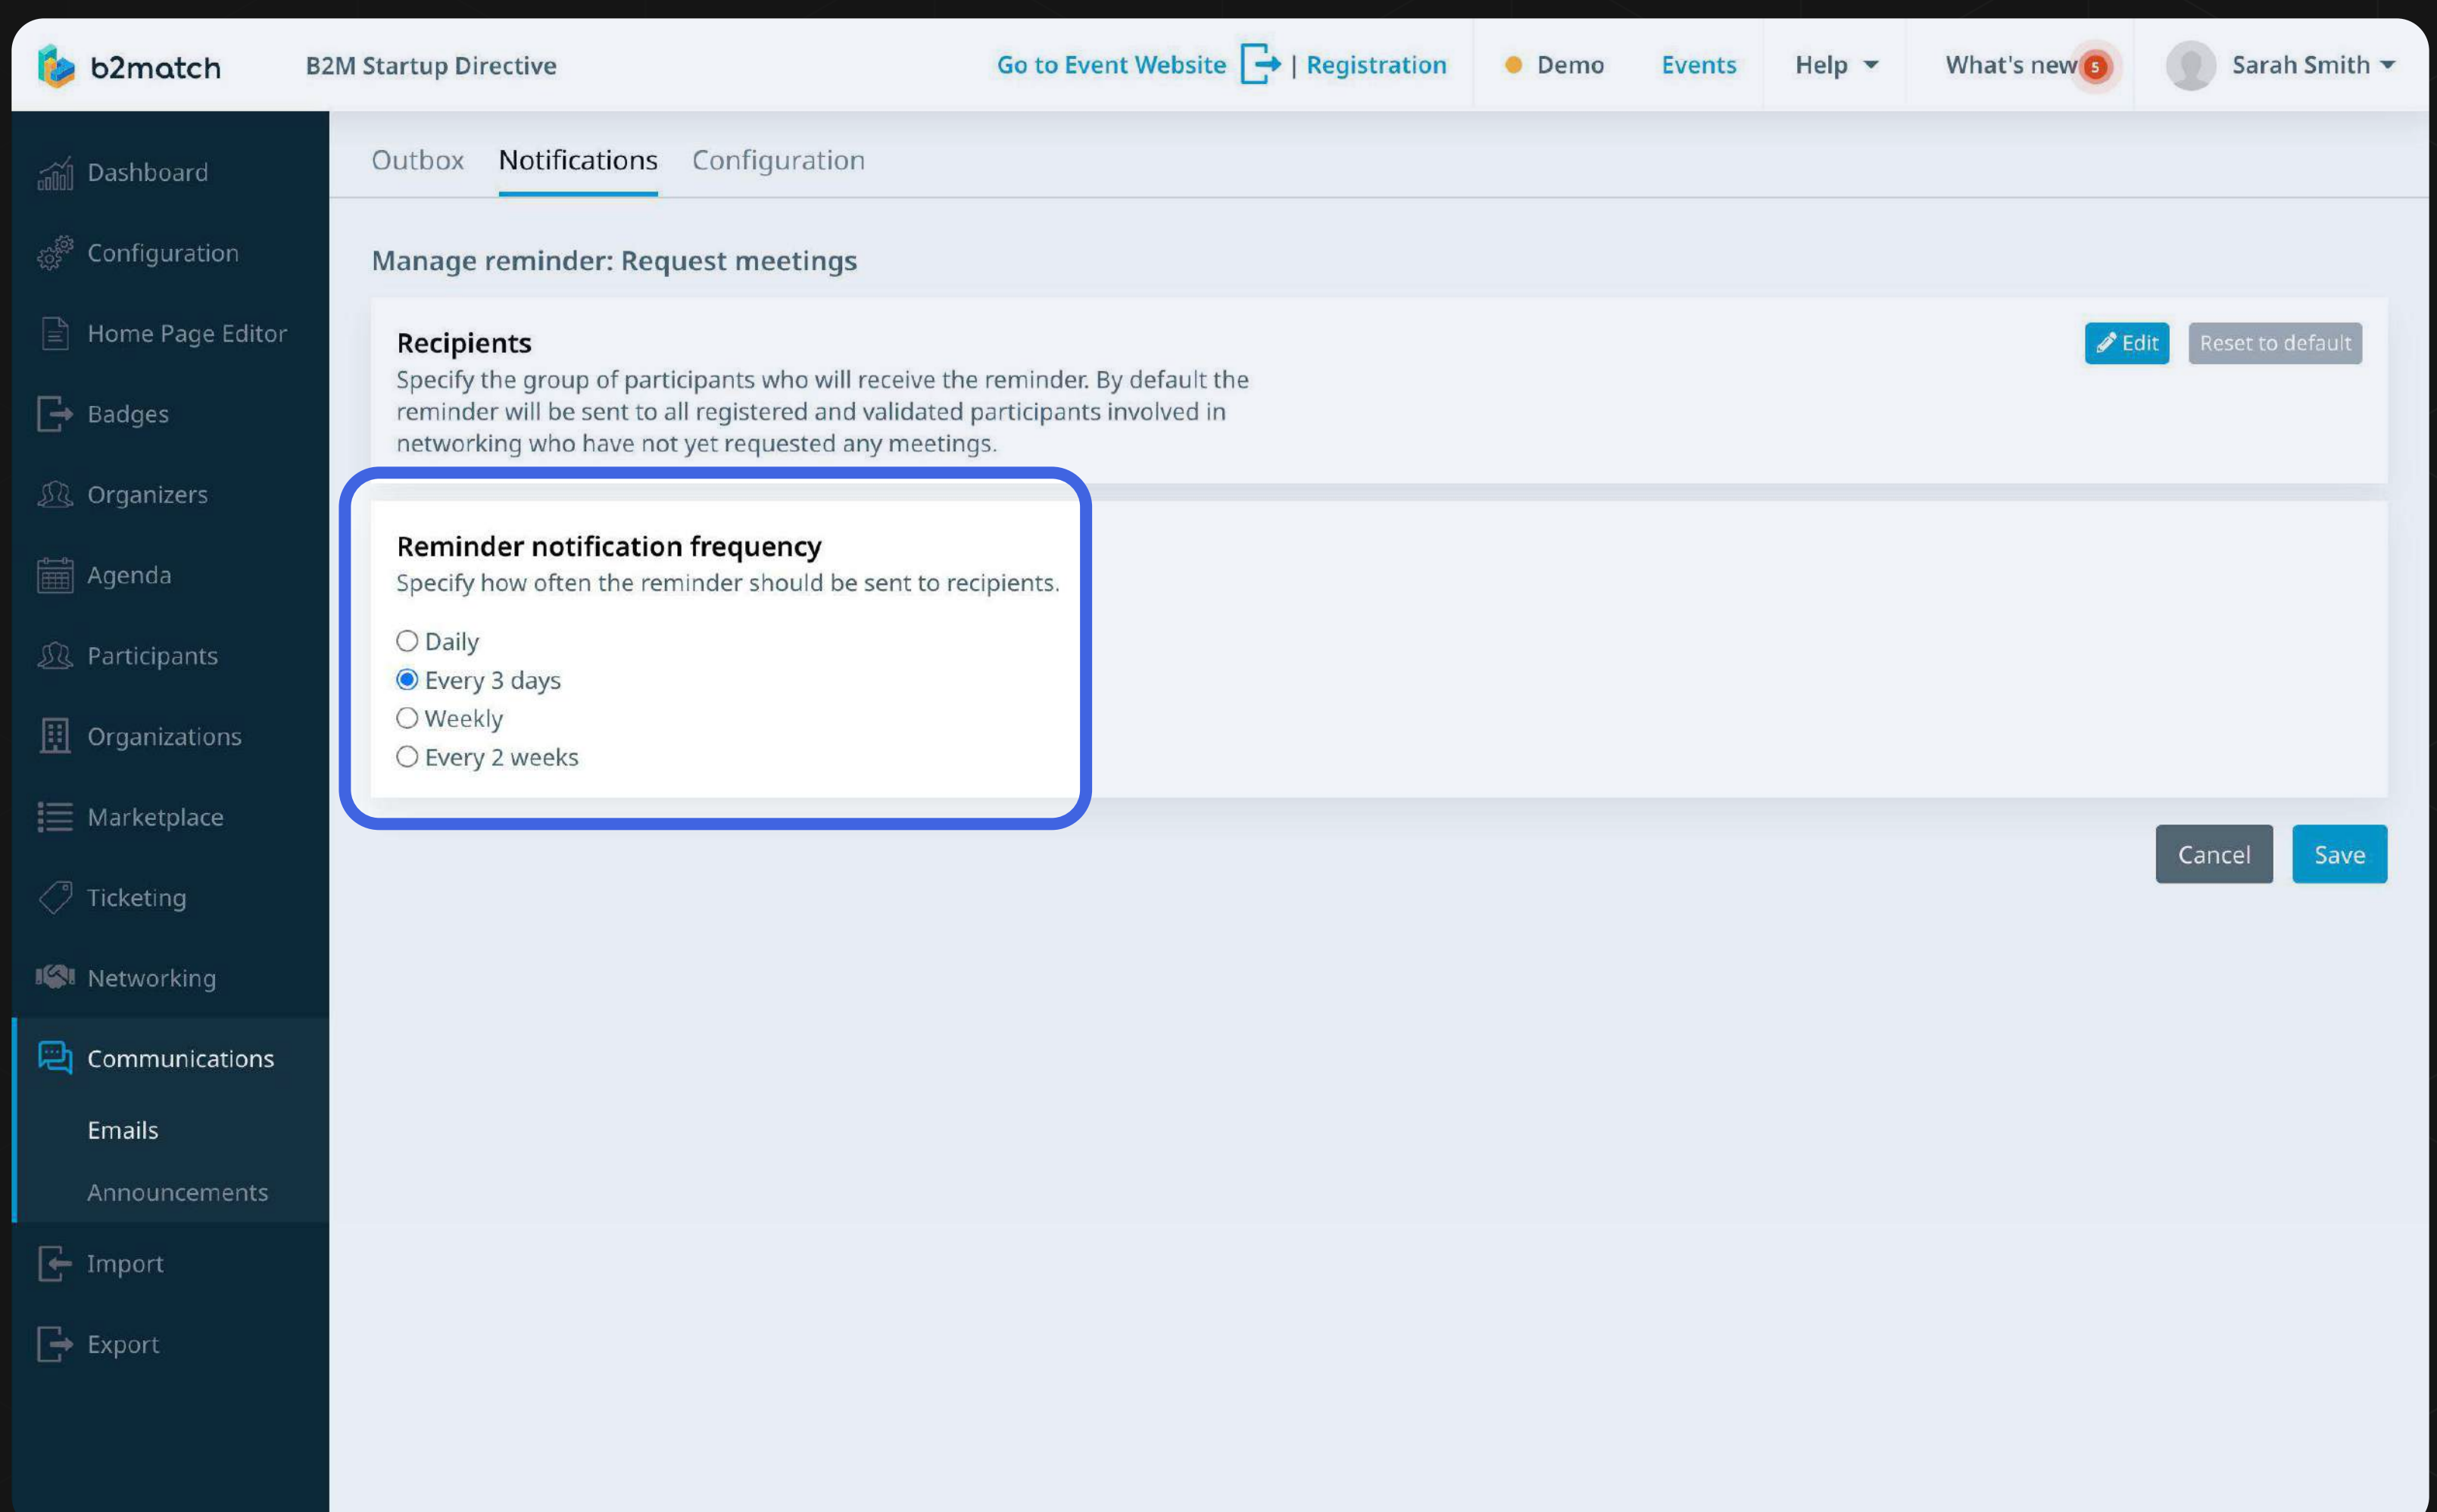 b2match
B2M Startup Directive
Go to Event Website | Registration
Demo
Events
Help
What's new 5
Sarah Smith
Dashboard
Configuration
Home Page Editor
Badges
Organizers
Agenda
Participants
Organizations
Marketplace
Ticketing
Networking
Communications
Emails
Announcements
Import
Export
Outbox Notifications Configuration
Manage reminder: Request meetings
Recipients
Specify the group of participants who will receive the reminder. By default the
reminder will be sent to all registered and validated participants involved in
networking who have not yet requested any meetings.
Edit
Reset to default
Reminder notification frequency
Specify how often the reminder should be sent to recipients.
Daily
Every 3 days
Weekly
Every 2 weeks
Cancel
Save